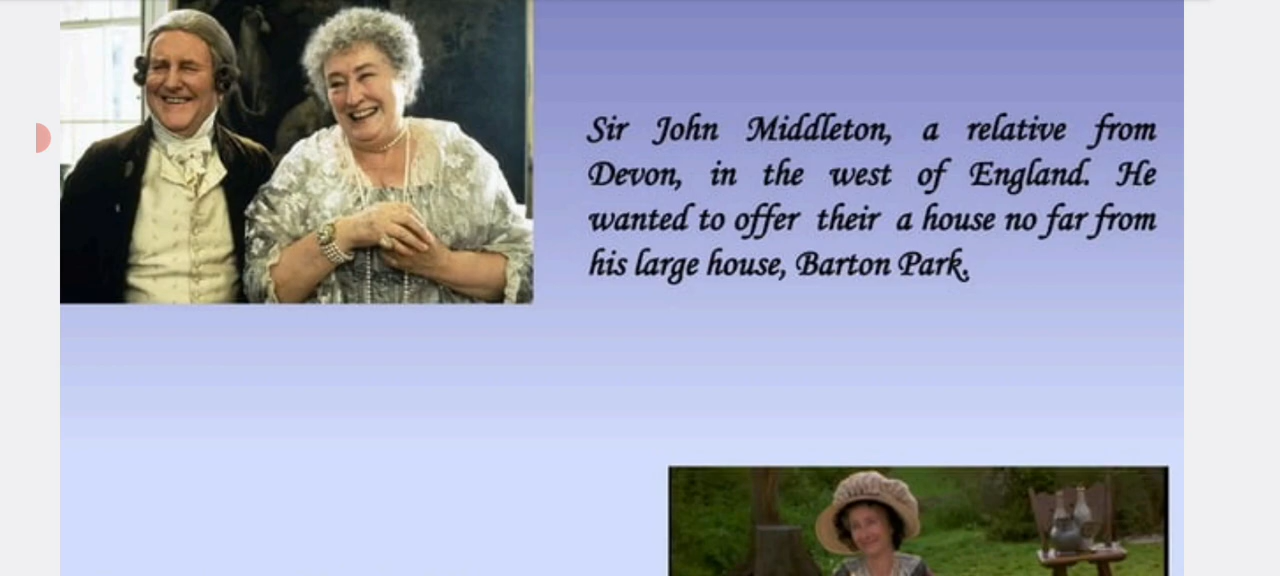 Sir John Middleton, a relative from
Devon, in the west of England. He
wanted to offer their a house no far from
his large house, Barton Park.